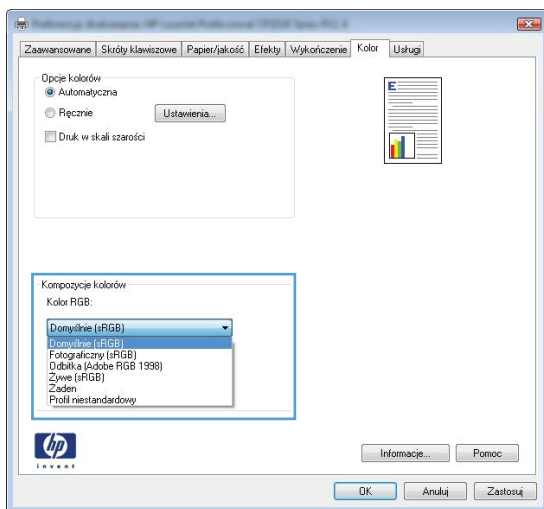 Zaawansowane Skróty klawiszowe Papier/jakość Efekty Wykończenie Kolor Usługi
Opcje kolorów
Automatyczna
Ręcznie
Ustawienia...
Druk w skali szarości
E
Kompozycje kolorów
Kolor RGB:
Domyślnie (sRGB)
Domyślnie (sRGB)
Fotograficzny (sRGB)
Odbitka (Adobe RGB 1998)
Żywe (sRGB)
Żaden
Profil niestandardowy
hp
invent
Informacje... Pomoc
OK Anuluj Zastosuj